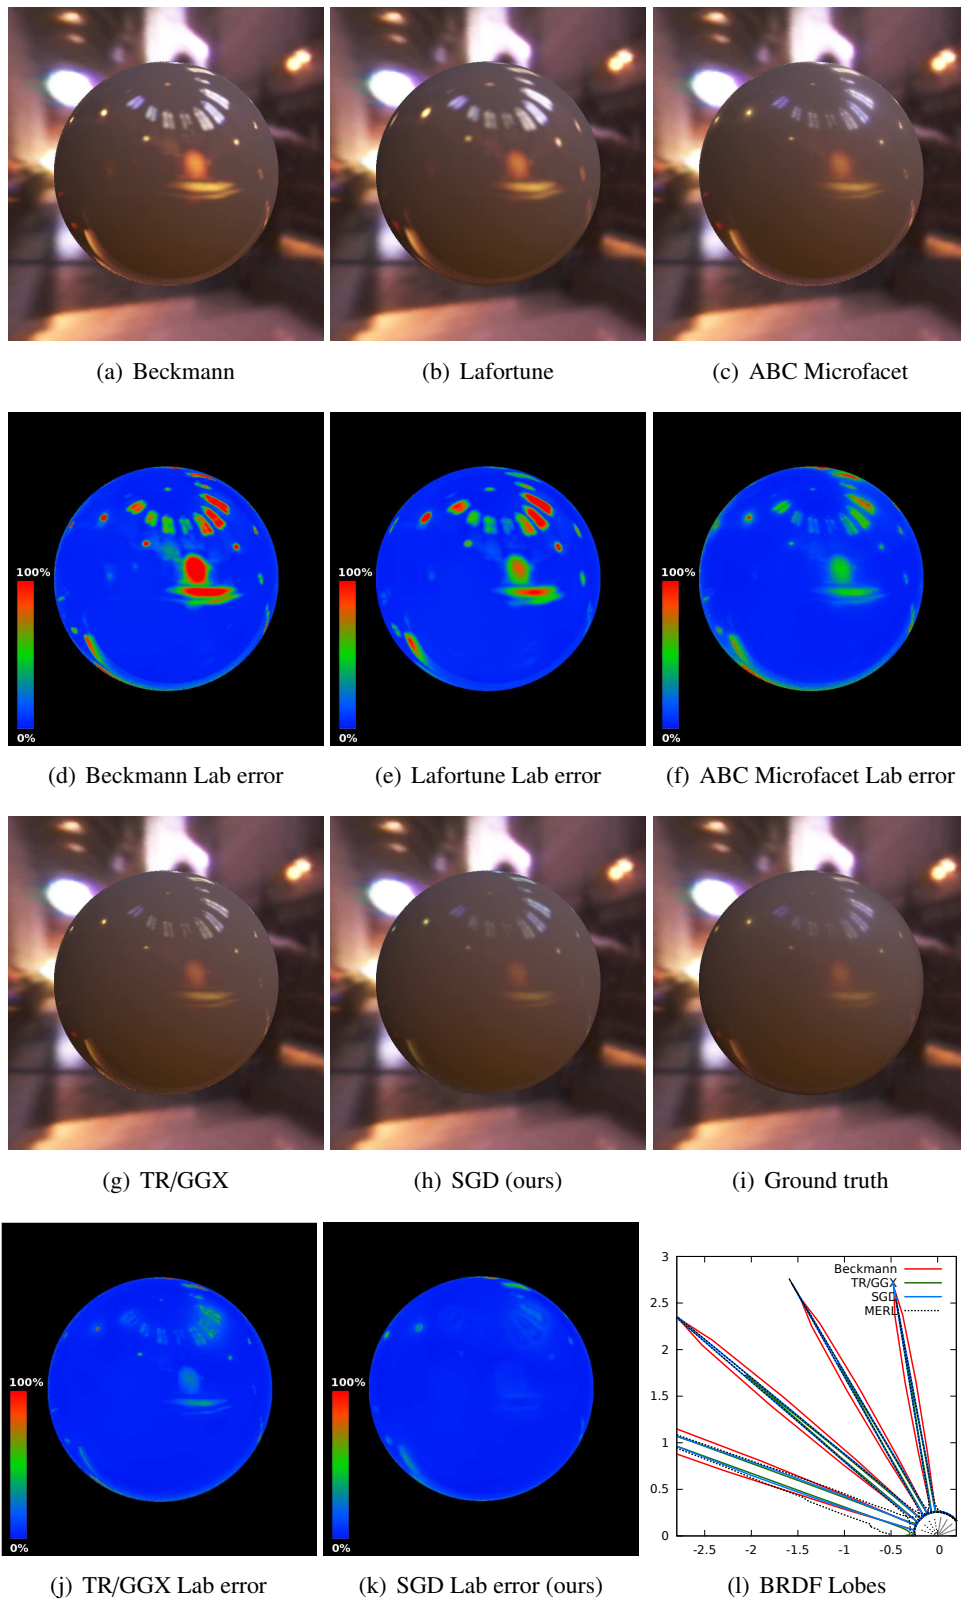 (a) Beckmann
(b) Lafortune
(c) ABC Microfacet
100%
0%
100%
0%
100%
0%
(d) Beckmann Lab error
(e) Lafortune Lab error
(f) ABC Microfacet Lab error
(g) TR/GGX
(h) SGD (ours)
(i) Ground truth
100%
0%
100%
0%
3
2.5
2
1.5
1
0.5
0
Beckmann
TR/GGX
SGD
MERL
-2.5 -2 -1.5 -1 -0.5 0
(j) TR/GGX Lab error
(k) SGD Lab error (ours)
(l) BRDF Lobes